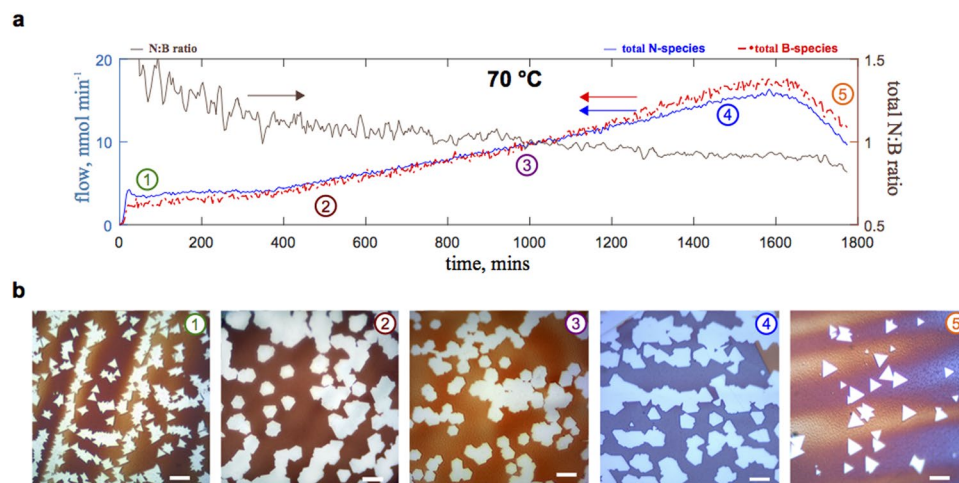 a
N:B ratio
total N-species
total B-species
20
10
0
flow, nmol min⁻¹
70 °C
1.5
1
0.5
total N:B ratio
1
2
3
4
5
0 200 400 600 800 1000 1200 1400 1600 1800
time, mins
b
1 2 3 4 5